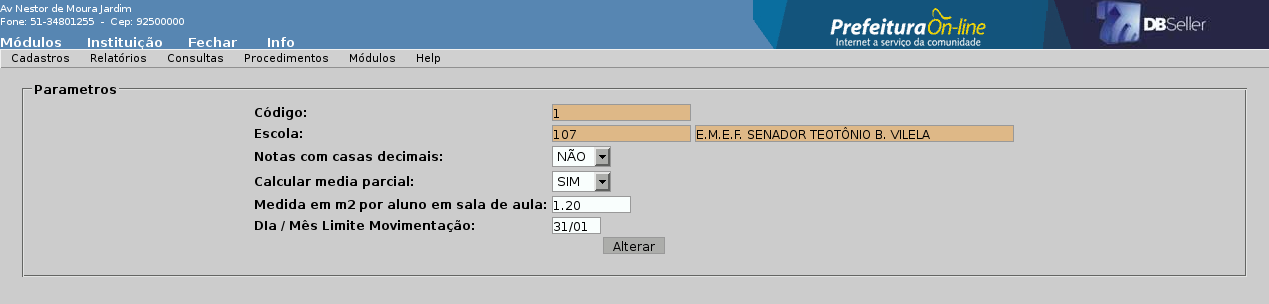 Av Nestor de Moura Jardim
Fone: 51-34801255 - Cep: 92500000
Prefeitura On-line
Internet a serviço da comunidade
DBSeller
Módulos Instituição Fechar Info
Cadastros Relatórios Consultas Procedimentos Módulos Help
Parametros
Código: 1
Escola: 107 E.M.E.F. SENADOR TEOTÔNIO B. VILELA
Notas com casas decimais: NÃO
Calcular media parcial: SIM
Medida em m2 por aluno em sala de aula: 1.20
DIa / Mês Limite Movimentação: 31/01
Alterar